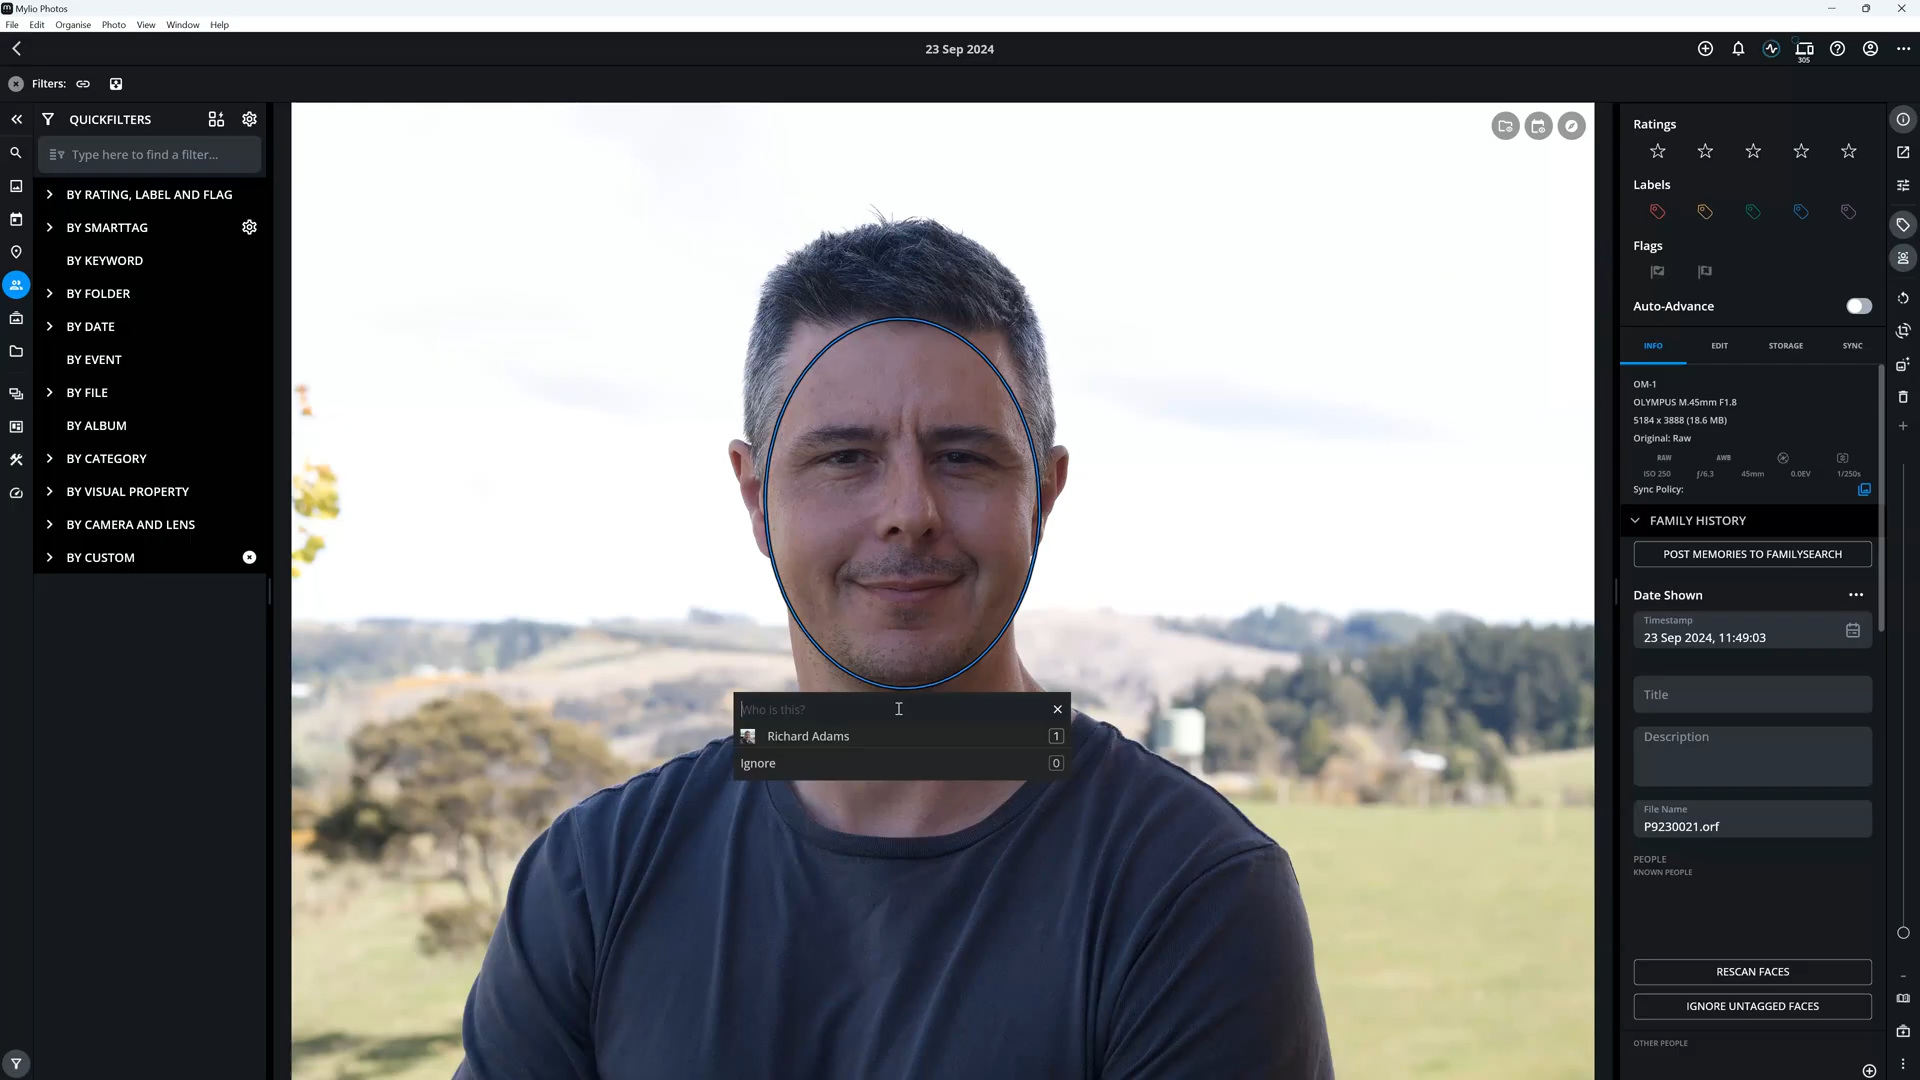 Mylio Photos
File Edit Organise Photo View Window Help
23 Sep 2024
305
Filters:
QUICKFILTERS
Type here to find a filter...
BY RATING, LABEL AND FLAG
BY SMARTTAG
BY KEYWORD
BY FOLDER
BY DATE
BY EVENT
BY FILE
BY ALBUM
BY CATEGORY
BY VISUAL PROPERTY
BY CAMERA AND LENS
BY CUSTOM
Who is this?
Richard Adams 1
Ignore 0
Ratings
Labels
Flags
Auto-Advance
INFO EDIT STORAGE SYNC
OM-1
OLYMPUS M.45mm F1.8
5184 x 3888 (18.6 MB)
Original: Raw
RAW AWB
ISO 250 ƒ/6.3 45mm 0.0EV 1/250s
Sync Policy:
FAMILY HISTORY
POST MEMORIES TO FAMILYSEARCH
Date Shown
Timestamp
23 Sep 2024, 11:49:03
Title
Description
File Name
P9230021.orf
PEOPLE
KNOWN PEOPLE
RESCAN FACES
IGNORE UNTAGGED FACES
OTHER PEOPLE